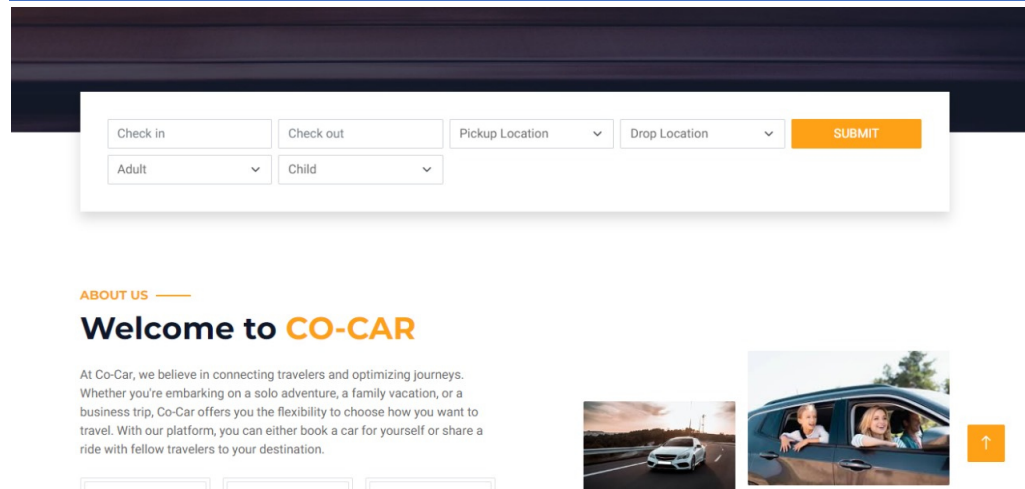 Check in
Check out
Pickup Location
Drop Location
SUBMIT
Adult
Child
ABOUT US
Welcome to CO-CAR
At Co-Car, we believe in connecting travelers and optimizing journeys.
Whether you're embarking on a solo adventure, a family vacation, or a
business trip, Co-Car offers you the flexibility to choose how you want to
travel. With our platform, you can either book a car for yourself or share a
ride with fellow travelers to your destination.